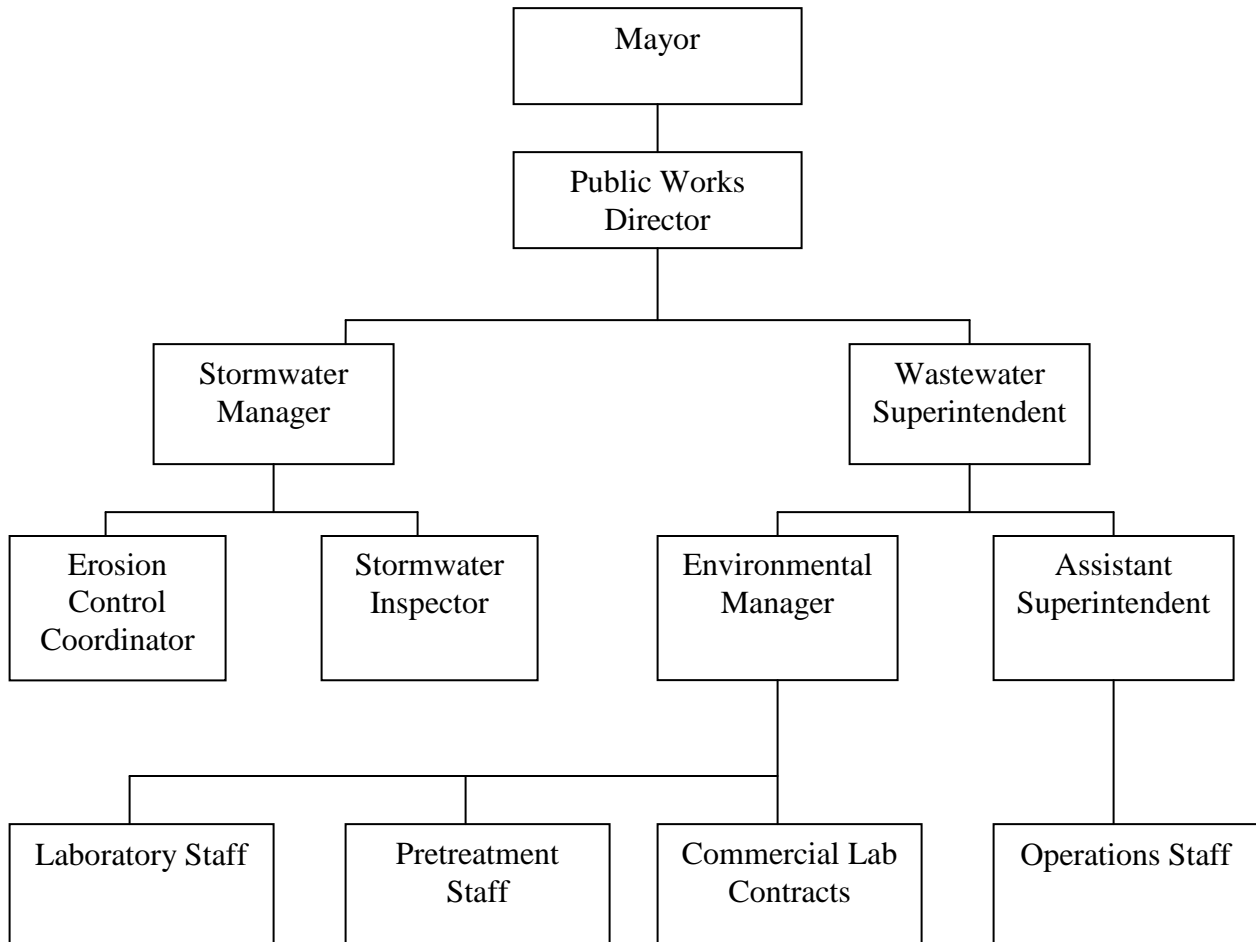 Mayor
Public Works
Director
Stormwater
Manager
Wastewater
Superintendent
Erosion
Control
Coordinator
Stormwater
Inspector
Environmental
Manager
Assistant
Superintendent
Laboratory Staff
Pretreatment
Staff
Commercial Lab
Contracts
Operations Staff